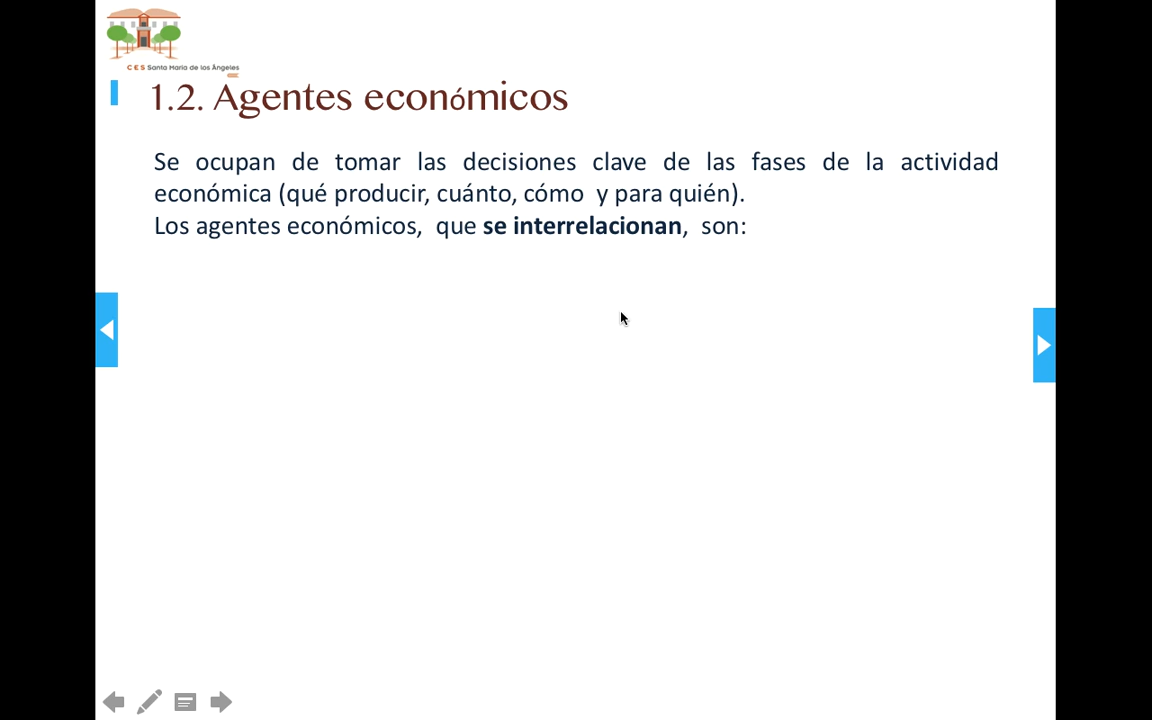 C E S Santa María de los Ángeles
1.2. Agentes económicos
Se ocupan de tomar las decisiones clave de las fases de la actividad
económica (qué producir, cuánto, cómo y para quién).
Los agentes económicos, que se interrelacionan, son: